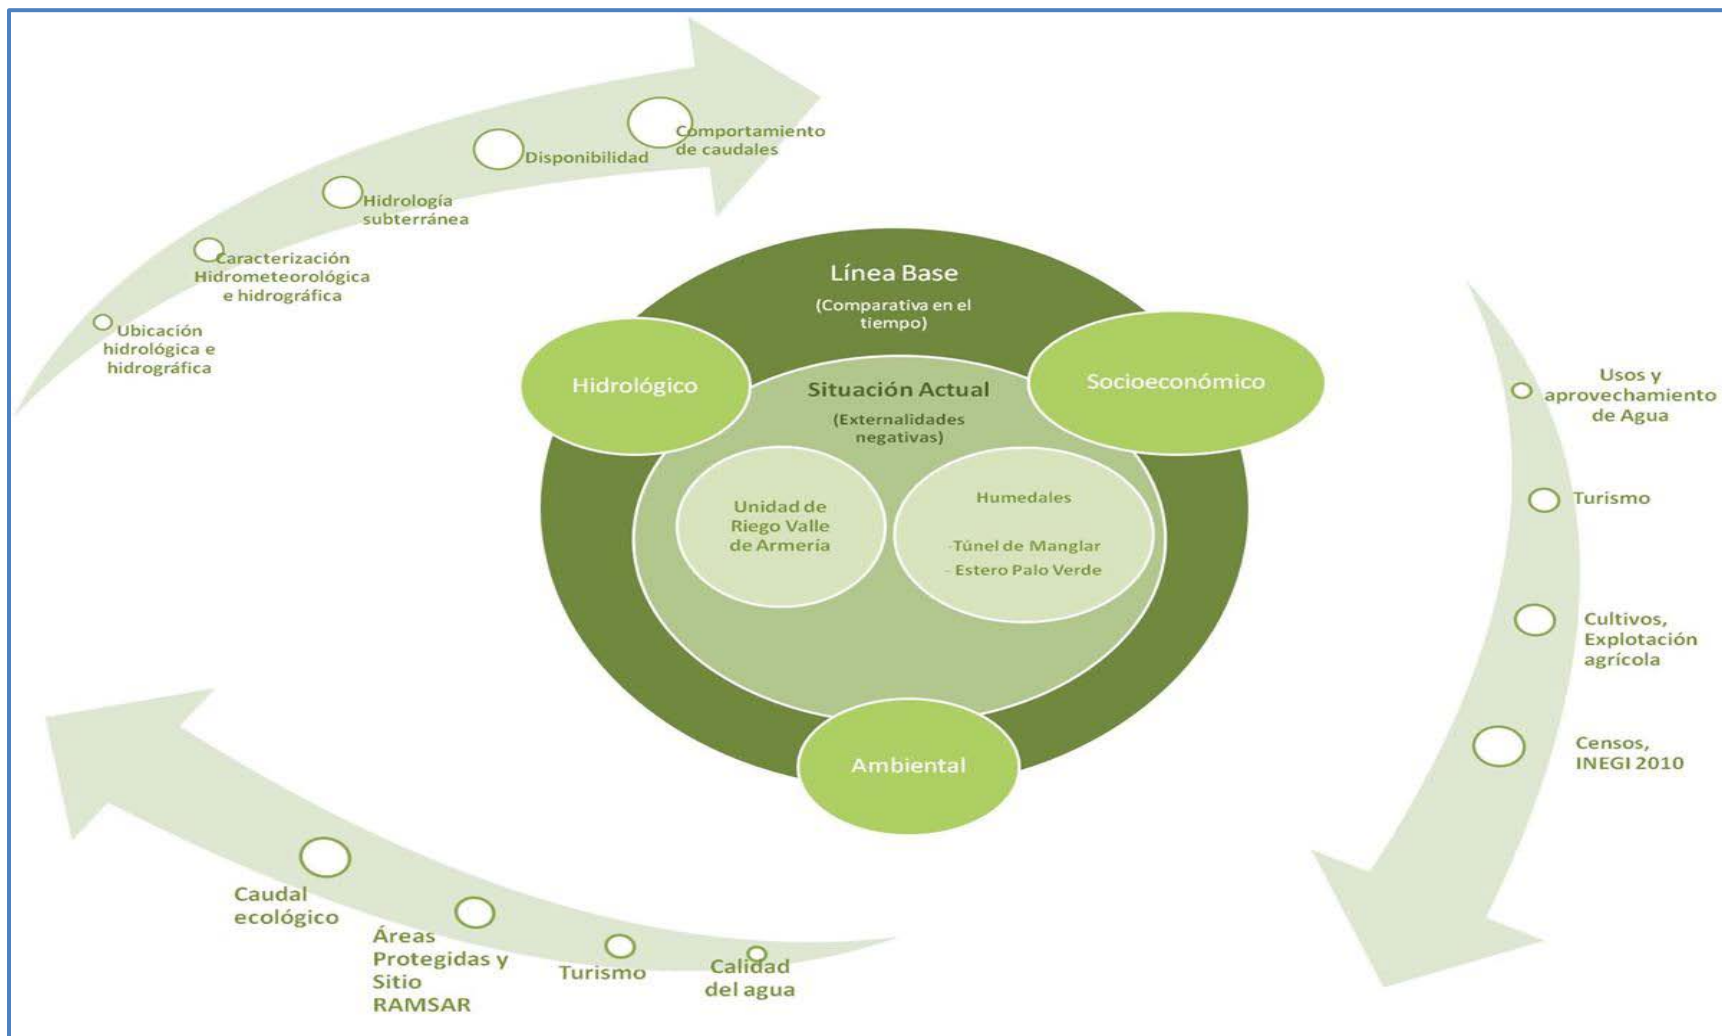 Comportamiento
de caudales
Disponibilidad
Hidrología
subterránea
Caracterización
Hidrometeorológica
e hidrográfica
Ubicación
hidrológica e
hidrográfica
Línea Base
(Comparativa en el
tiempo)
Hidrológico
Socioeconómico
Situación Actual
(Externalidades
negativas)
Unidad de
Riego Valle
de Armería
Humedales
-Túnel de Manglar
- Estero Palo Verde
Ambiental
Usos y
aprovechamiento
de Agua
Turismo
Cultivos,
Explotación
agrícola
Censos,
INEGI 2010
Caudal
ecológico
Áreas
Protegidas y
Sitio
RAMSAR
Turismo
Calidad
del agua